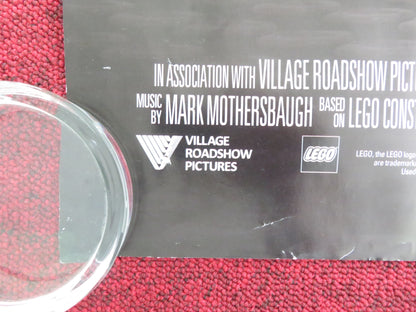 IN ASSOCIATION WITH VILLAGE ROADSHOW
MUSIC BY MARK MOTHERSBAUGH BASED ON LEGO
VILLAGE
ROADSHOW
PICTURES
LEGO
LEGO, the LEGO logo
are
Used